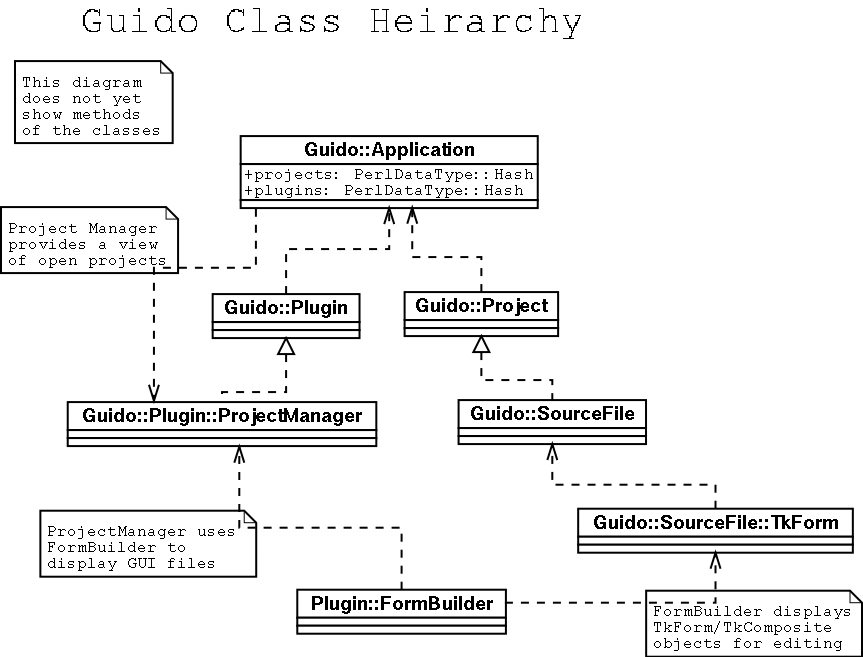 Guido Class Heirarchy
This diagram
does not yet
show methods
of the classes
Guido::Application
+projects: PerlDataType::Hash
+plugins: PerlDataType::Hash
Project Manager
provides a view
of open projects
Guido::Plugin
Guido::Project
Guido::Plugin::ProjectManager
Guido::SourceFile
ProjectManager uses
FormBuilder to
display GUI files
Guido::SourceFile::TkForm
Plugin::FormBuilder
FormBuilder displays
TkForm/TkComposite
objects for editing